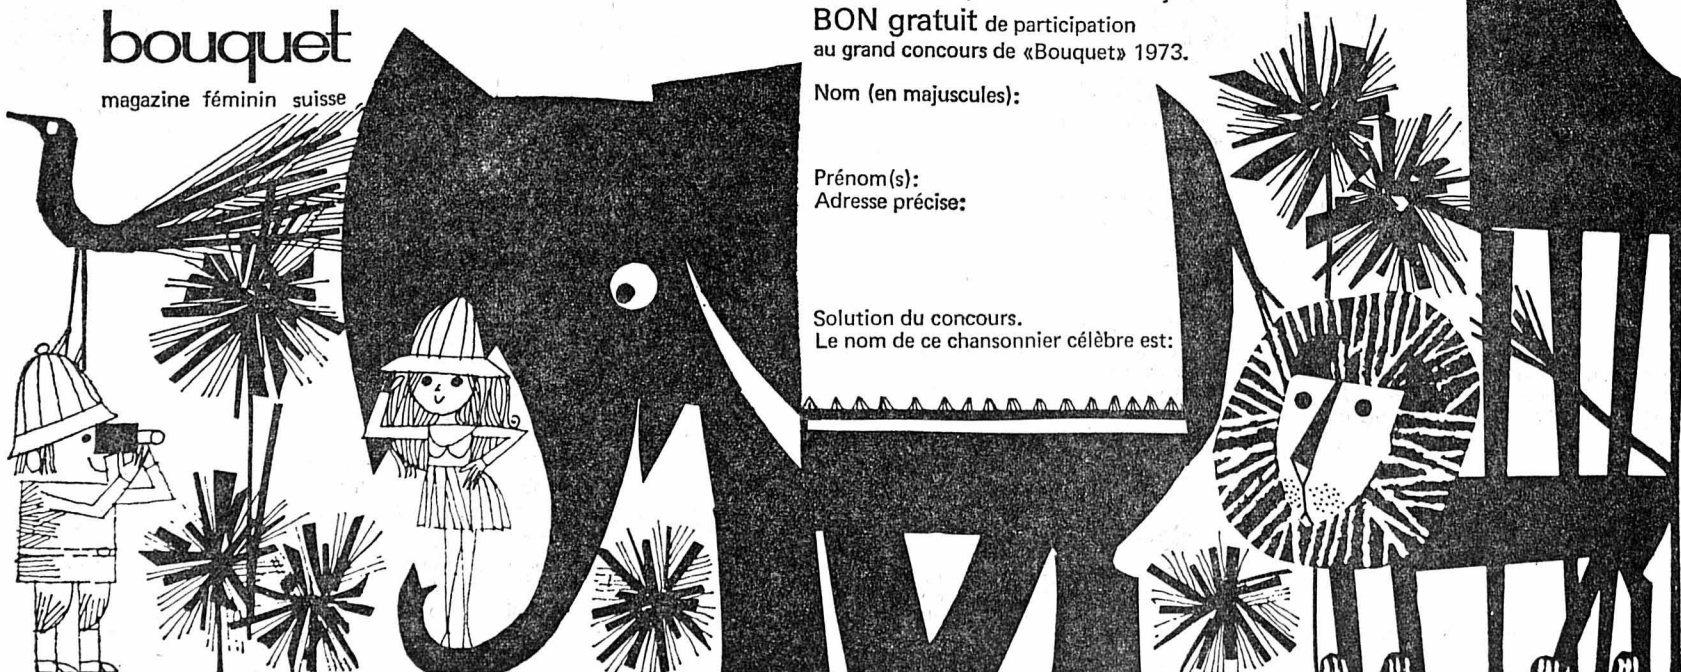 bouquet
magazine féminin suisse
BON gratuit de participation
au grand concours de «Bouquet» 1973.
Nom (en majuscules):
Prénom(s):
Adresse précise:
Solution du concours.
Le nom de ce chansonnier célèbre est: